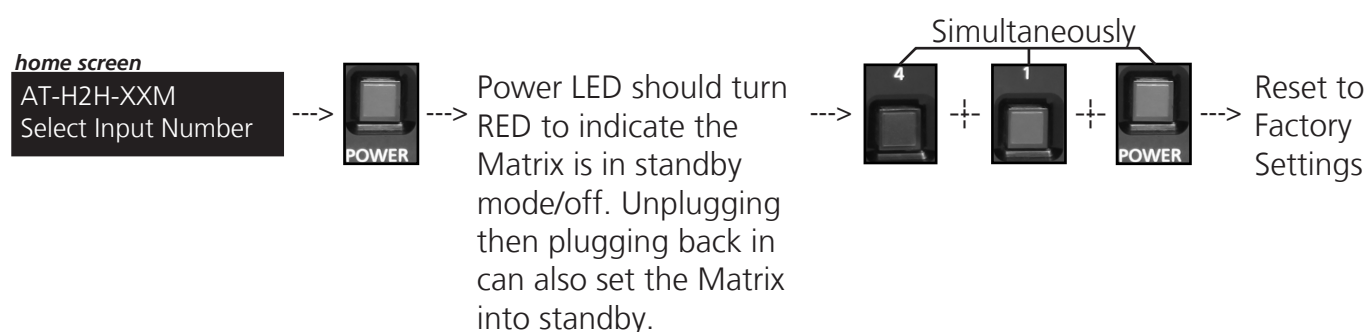 home screen
AT-H2H-XXM
Select Input Number
--->
POWER
--->
Power LED should turn
RED to indicate the
Matrix is in standby
mode/off. Unplugging
then plugging back in
can also set the Matrix
into standby.
--->
Simultaneously
4
-+-
1
-+-
POWER
--->
Reset to
Factory
Settings